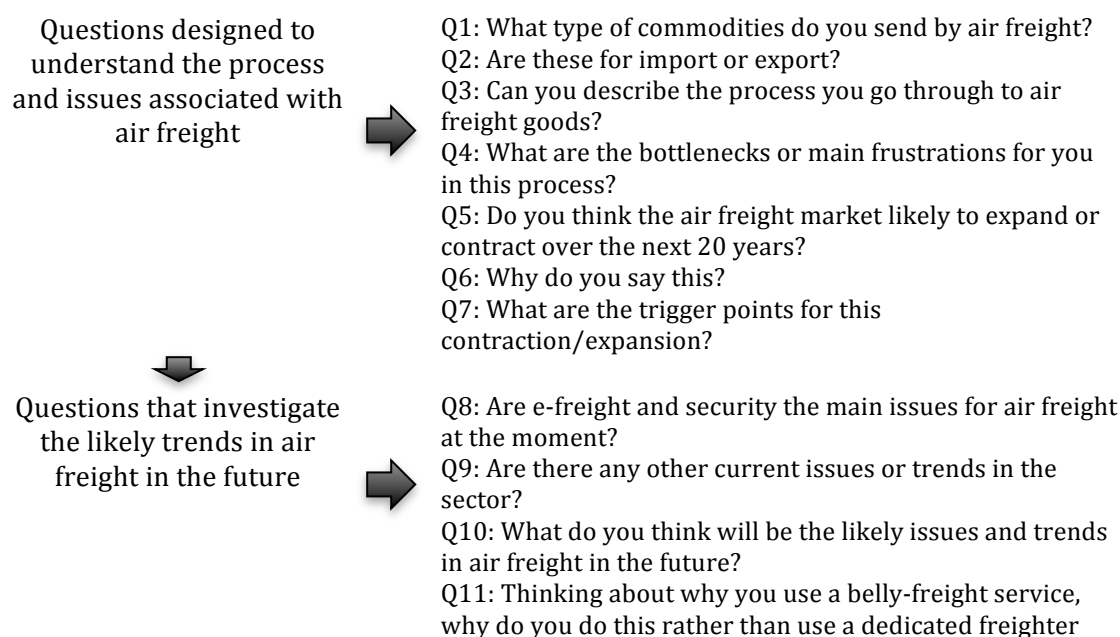 Questions designed to
understand the process
and issues associated with
air freight
Q1: What type of commodities do you send by air freight?
Q2: Are these for import or export?
Q3: Can you describe the process you go through to air
freight goods?
Q4: What are the bottlenecks or main frustrations for you
in this process?
Q5: Do you think the air freight market likely to expand or
contract over the next 20 years?
Q6: Why do you say this?
Q7: What are the trigger points for this
contraction/expansion?
Questions that investigate
the likely trends in air
freight in the future
Q8: Are e-freight and security the main issues for air freight
at the moment?
Q9: Are there any other current issues or trends in the
sector?
Q10: What do you think will be the likely issues and trends
in air freight in the future?
Q11: Thinking about why you use a belly-freight service,
why do you do this rather than use a dedicated freighter